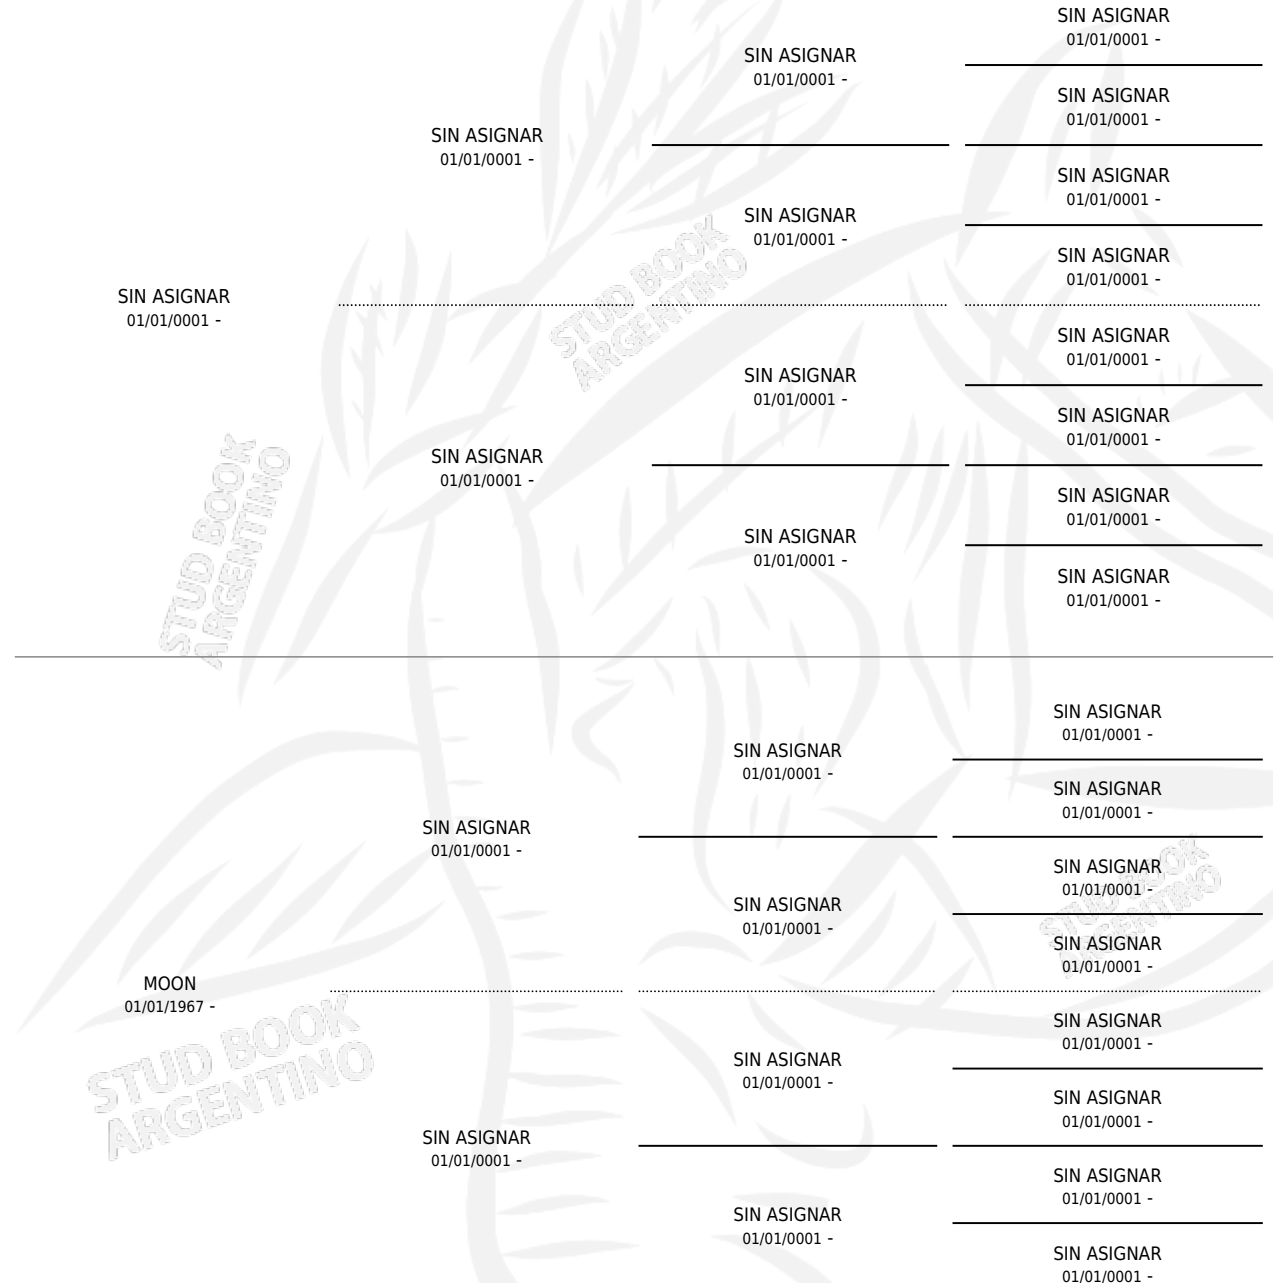 SIN ASIGNAR
01/01/0001 -
SIN ASIGNAR
01/01/0001 -
SIN ASIGNAR
01/01/0001 -
SIN ASIGNAR
01/01/0001 -
SIN ASIGNAR
01/01/0001 -
SIN ASIGNAR
01/01/0001 -
SIN ASIGNAR
01/01/0001 -
STUD BOOK
ARGENTINO
SIN ASIGNAR
01/01/0001 -
SIN ASIGNAR
01/01/0001 -
SIN ASIGNAR
01/01/0001 -
SIN ASIGNAR
01/01/0001 -
SIN ASIGNAR
01/01/0001 -
SIN ASIGNAR
01/01/0001 -
STUD BOOK
ARGENTINO
SIN ASIGNAR
01/01/0001 -
SIN ASIGNAR
01/01/0001 -
SIN ASIGNAR
01/01/0001 -
SIN ASIGNAR
01/01/0001 -
SIN ASIGNAR
01/01/0001 -
SIN ASIGNAR
01/01/0001 -
SIN ASIGNAR
01/01/0001 -
SIN ASIGNAR
01/01/0001 -
STUD BOOK
ARGENTINO
SIN ASIGNAR
01/01/0001 -
SIN ASIGNAR
01/01/0001 -
MOON
01/01/1967 -
STUD BOOK
ARGENTINO
SIN ASIGNAR
01/01/0001 -
SIN ASIGNAR
01/01/0001 -
SIN ASIGNAR
01/01/0001 -
SIN ASIGNAR
01/01/0001 -
SIN ASIGNAR
01/01/0001 -
SIN ASIGNAR
01/01/0001 -
SIN ASIGNAR
01/01/0001 -